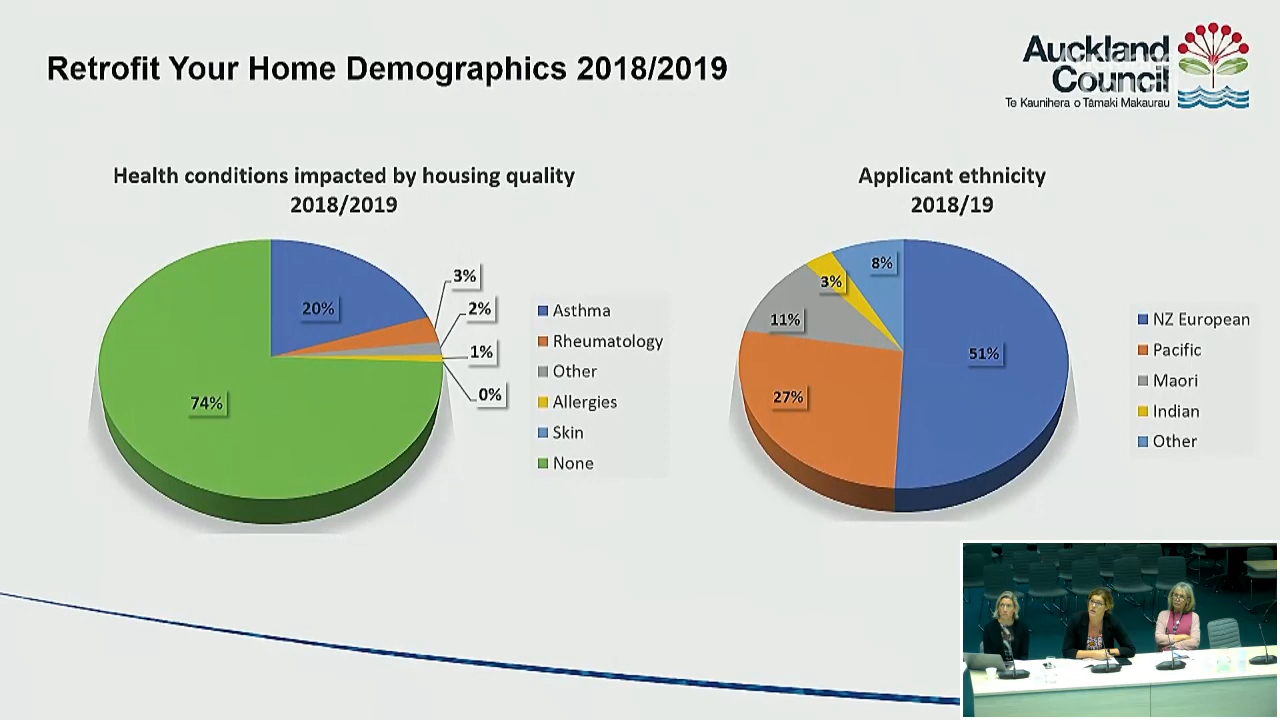 Retrofit Your Home Demographics 2018/2019
Auckland
Council
Te Kaunihera o Tāmaki Makaurau
Health conditions impacted by housing quality
2018/2019
20%
3%
2%
1%
0%
74%
Asthma
Rheumatology
Other
Allergies
Skin
None
Applicant ethnicity
2018/19
8%
3%
11%
51%
27%
NZ European
Pacific
Maori
Indian
Other